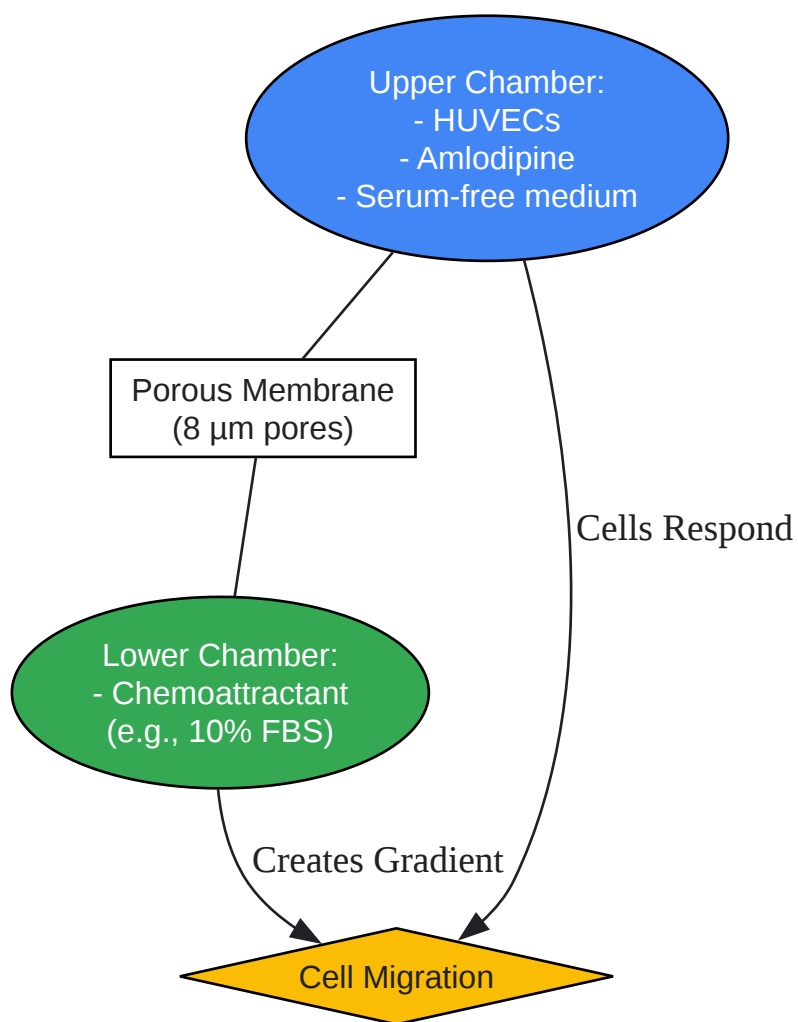 Upper Chamber:
- HUVECs
- Amlodipine
- Serum-free medium
Porous Membrane
(8 µm pores)
Cells Respond
Lower Chamber:
- Chemoattractant
(e.g., 10% FBS)
Creates Gradient
Cell Migration